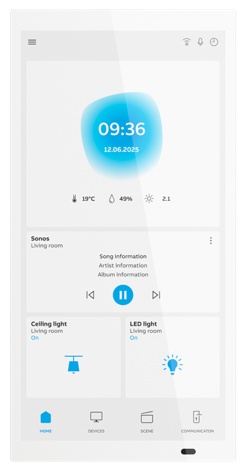 09:36
12.06.2025
19°C 49% 2.1
Sonos
Living room
Song information
Artist information
Album information
Ceiling light
Living room
On
LED light
Living room
On
HOME DEVICES SCENE COMMUNICATION